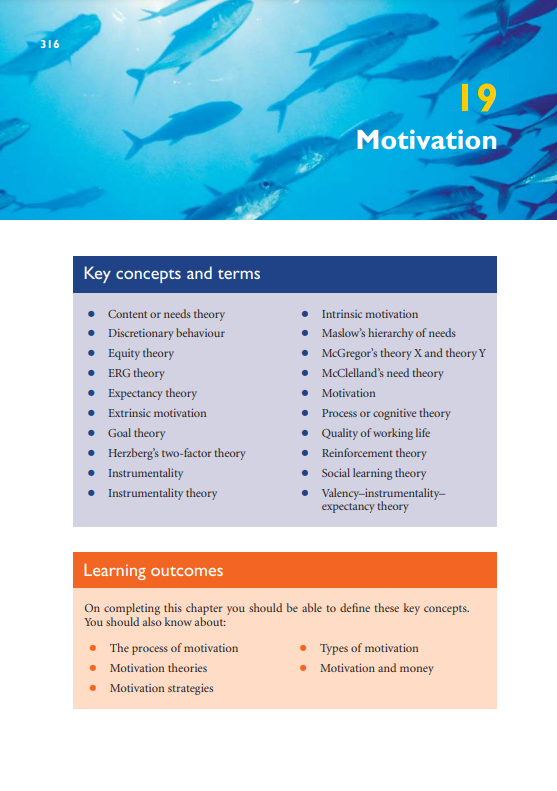 316
19
Motivation
Key concepts and terms
• Content or needs theory
• Discretionary behaviour
• Equity theory
• ERG theory
• Expectancy theory
• Extrinsic motivation
• Goal theory
• Herzberg's two-factor theory
• Instrumentality
• Instrumentality theory
• Intrinsic motivation
• Maslow's hierarchy of needs
• McGregor's theory X and theory Y
• McClelland's need theory
• Motivation
• Process or cognitive theory
• Quality of working life
• Reinforcement theory
• Social learning theory
• Valency–instrumentality–
expectancy theory
Learning outcomes
On completing this chapter you should be able to define these key concepts.
You should also know about:
• The process of motivation
• Motivation theories
• Motivation strategies
• Types of motivation
• Motivation and money